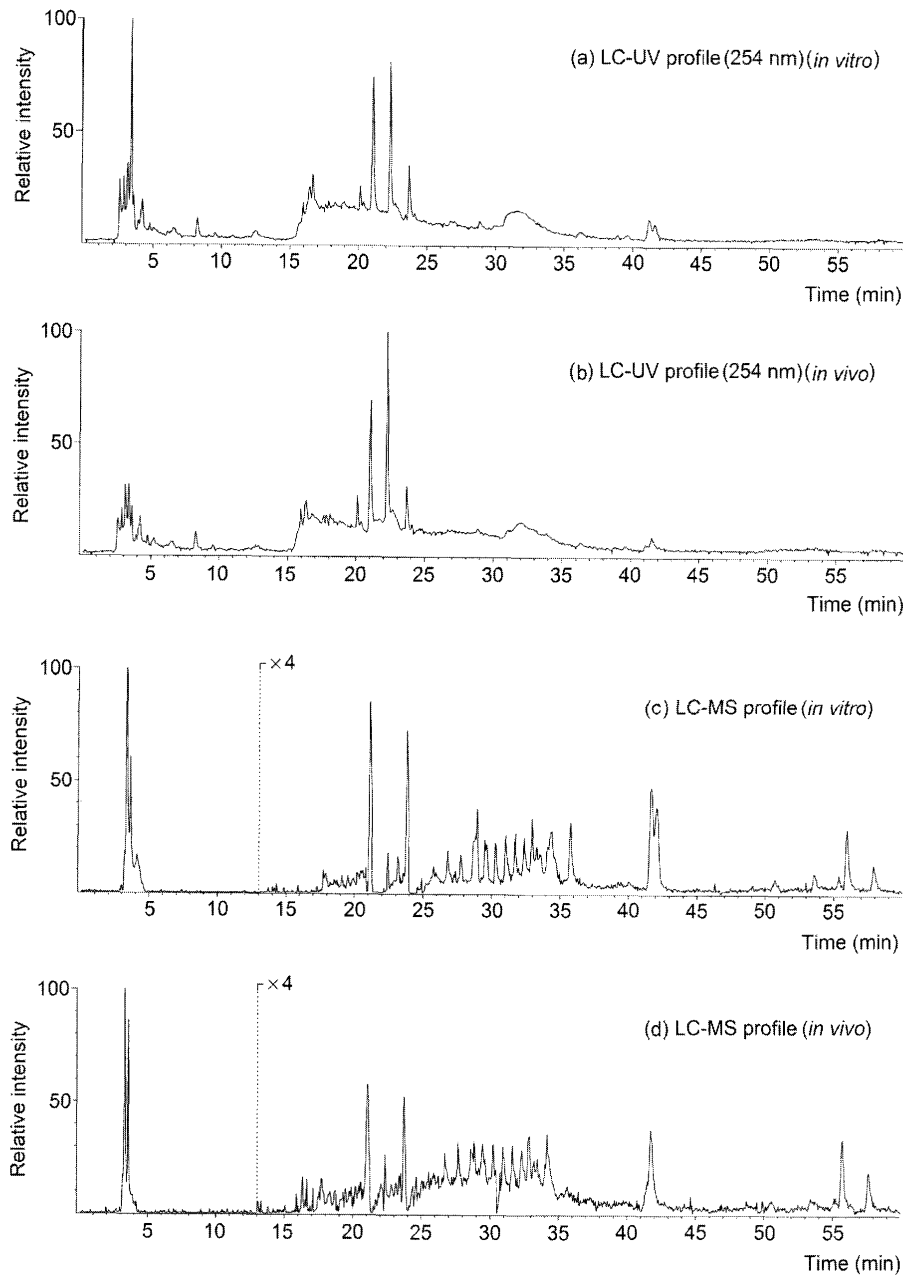 100
50
Relative intensity
(a) LC-UV profile (254 nm) (in vitro)
5 10 15 20 25 30 35 40 45 50 55
Time (min)
100
50
Relative intensity
(b) LC-UV profile (254 nm) (in vivo)
5 10 15 20 25 30 35 40 45 50 55
Time (min)
100
50
Relative intensity
×4
(c) LC-MS profile (in vitro)
5 10 15 20 25 30 35 40 45 50 55
Time (min)
100
50
Relative intensity
×4
(d) LC-MS profile (in vivo)
5 10 15 20 25 30 35 40 45 50 55
Time (min)